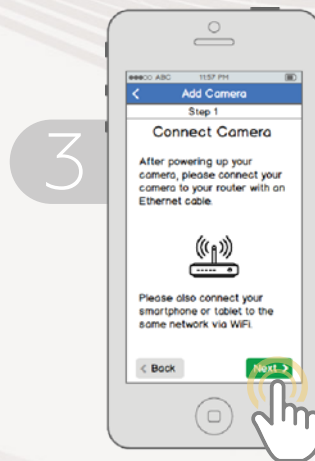 3
ABC 11:57 PM
< Add Camera
Step 1
Connect Camera
After powering up your
camera, please connect your
camera to your router with an
Ethernet cable.
Please also connect your
smartphone or tablet to the
same network via WiFi.
< Back Next >